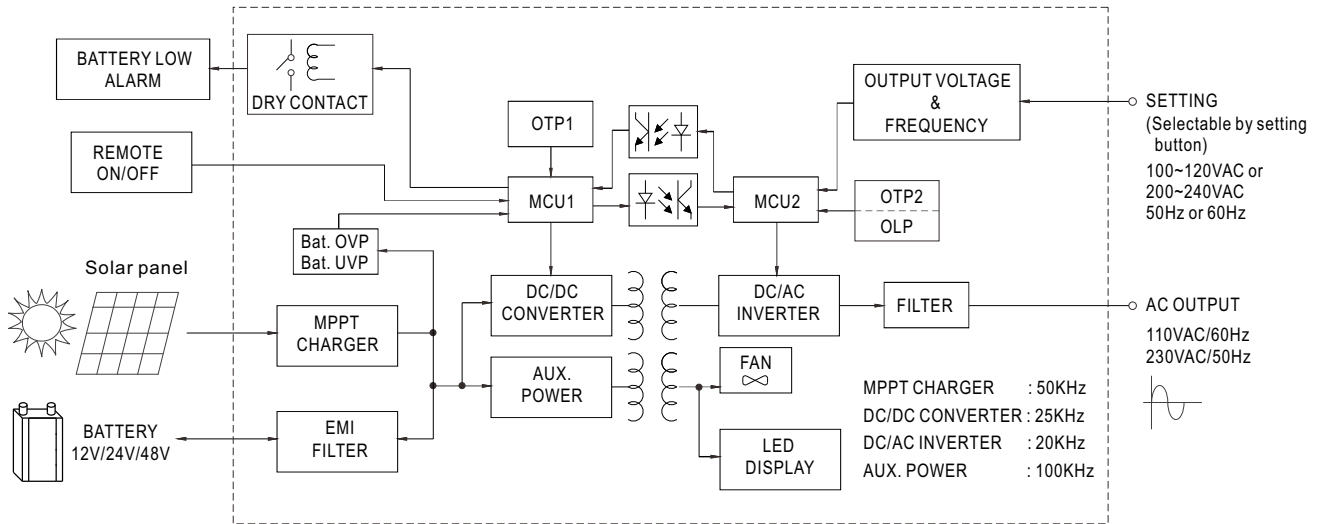 BATTERY LOW
ALARM
DRY CONTACT
REMOTE
ON/OFF
OTP1
MCU1
MCU2
OUTPUT VOLTAGE
&
FREQUENCY
SETTING
(Selectable by setting
button)
100~120VAC or
200~240VAC
50Hz or 60Hz
OTP2
OLP
Bat. OVP
Bat. UVP
Solar panel
MPPT
CHARGER
DC/DC
CONVERTER
DC/AC
INVERTER
FILTER
AC OUTPUT
110VAC/60Hz
230VAC/50Hz
AUX.
POWER
FAN
BATTERY
12V/24V/48V
EMI
FILTER
LED
DISPLAY
MPPT CHARGER : 50KHz
DC/DC CONVERTER : 25KHz
DC/AC INVERTER : 20KHz
AUX. POWER : 100KHz